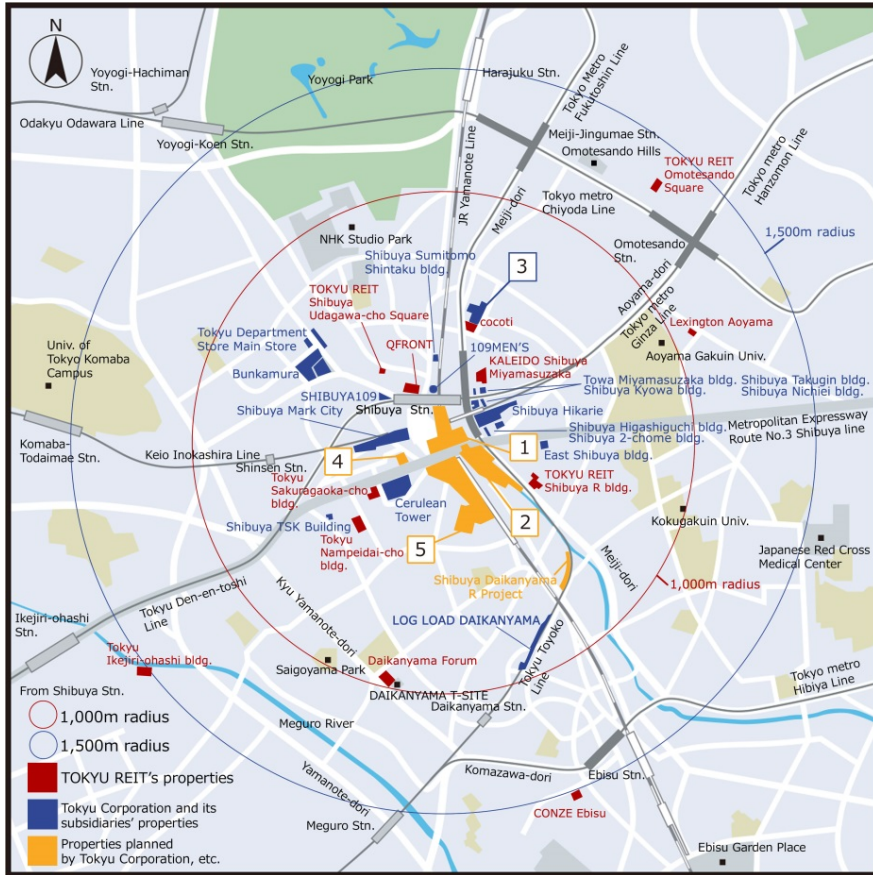 N
Yoyogi-Hachiman
Stn.
Yoyogi Park
Harajuku Stn.
Tokyo Metro
Fukutoshin Line
Odakyu Odawara Line
Yoyogi-Koen Stn.
JR Yamanote Line
Meiji-dori
Meiji-Jingumae Stn.
Omotesando Hills
TOKYU REIT
Omotesando
Square
Tokyo metro
Hanzomon Line
Tokyo metro
Chiyoda Line
NHK Studio Park
Shibuya Sumitomo
Shintaku bldg.
3
Omotesando
Stn.
1,500m radius
Aoyama-dori
Tokyo metro
Ginza Line
TOKYU REIT
Shibuya
Udagawa-cho Square
cocoti
Lexington Aoyama
Tokyu Department
Store Main Store
Bunkamura
QFRONT
109MEN'S
KALEIDO Shibuya
Miyamasuzaka
Aoyama Gakuin Univ.
Univ. of
Tokyo Komaba
Campus
SHIBUYA109
Shibuya Stn.
Shibuya Mark City
Towa Miyamasuzaka bldg.
Shibuya Kyowa bldg.
Shibuya Takugin bldg.
Shibuya Nichiei bldg.
Shibuya Hikarie
Metropolitan Expressway
Route No.3 Shibuya line
Shibuya Higashiguchi bldg.
Shibuya 2-chome bldg.
East Shibuya bldg.
Komaba-
Todaimae Stn.
Keio Inokashira Line
Shinsen Stn.
4
1
Tokyu
Sakuragaoka-cho
bldg.
TOKYU REIT
Shibuya R bldg.
Cerulean
Tower
2
Kokugakuin Univ.
Shibuya TSK Building
Tokyu
Nampeidai-cho
bldg.
5
Japanese Red Cross
Medical Center
Meiji-dori
Shibuya Daikanyama
R Project
1,000m radius
Tokyu Den-en-toshi
Line
Kyu Yamanote-dori
Ikejiri-ohashi
Stn.
LOG LOAD DAIKANYAMA
Tokyu
Ikejiri-ohashi bldg.
Saigoyama Park
Daikanyama Forum
Tokyu Toyoko
Line
Tokyo metro
Hibiya Line
DAIKANYAMA T-SITE
Daikanyama Stn.
Meguro River
From Shibuya Stn.
1,000m radius
1,500m radius
TOKYU REIT's properties
Tokyu Corporation and its
subsidiaries' properties
Properties planned
by Tokyu Corporation, etc.
Yamanote-dori
Meguro Stn.
Komazawa-dori
Ebisu Stn.
CONZE Ebisu
Ebisu Garden Place